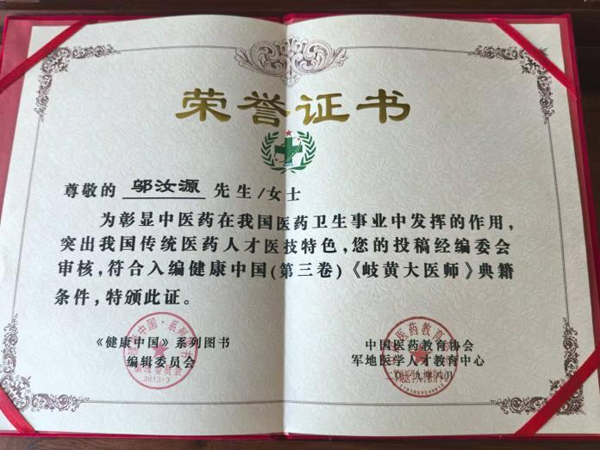 荣誉证书
尊敬的 邬汝源 先生/女士
为彰显中医药在我国医药卫生事业中发挥的作用，
突出我国传统医药人才医技特色，您的投稿经编委会
审核，符合入编健康中国(第三卷)《岐黄大医师》典籍
条件，特颁此证。
《健康中国》系列图书
编辑委员会
中国医药教育协会
军地医学人才教育中心